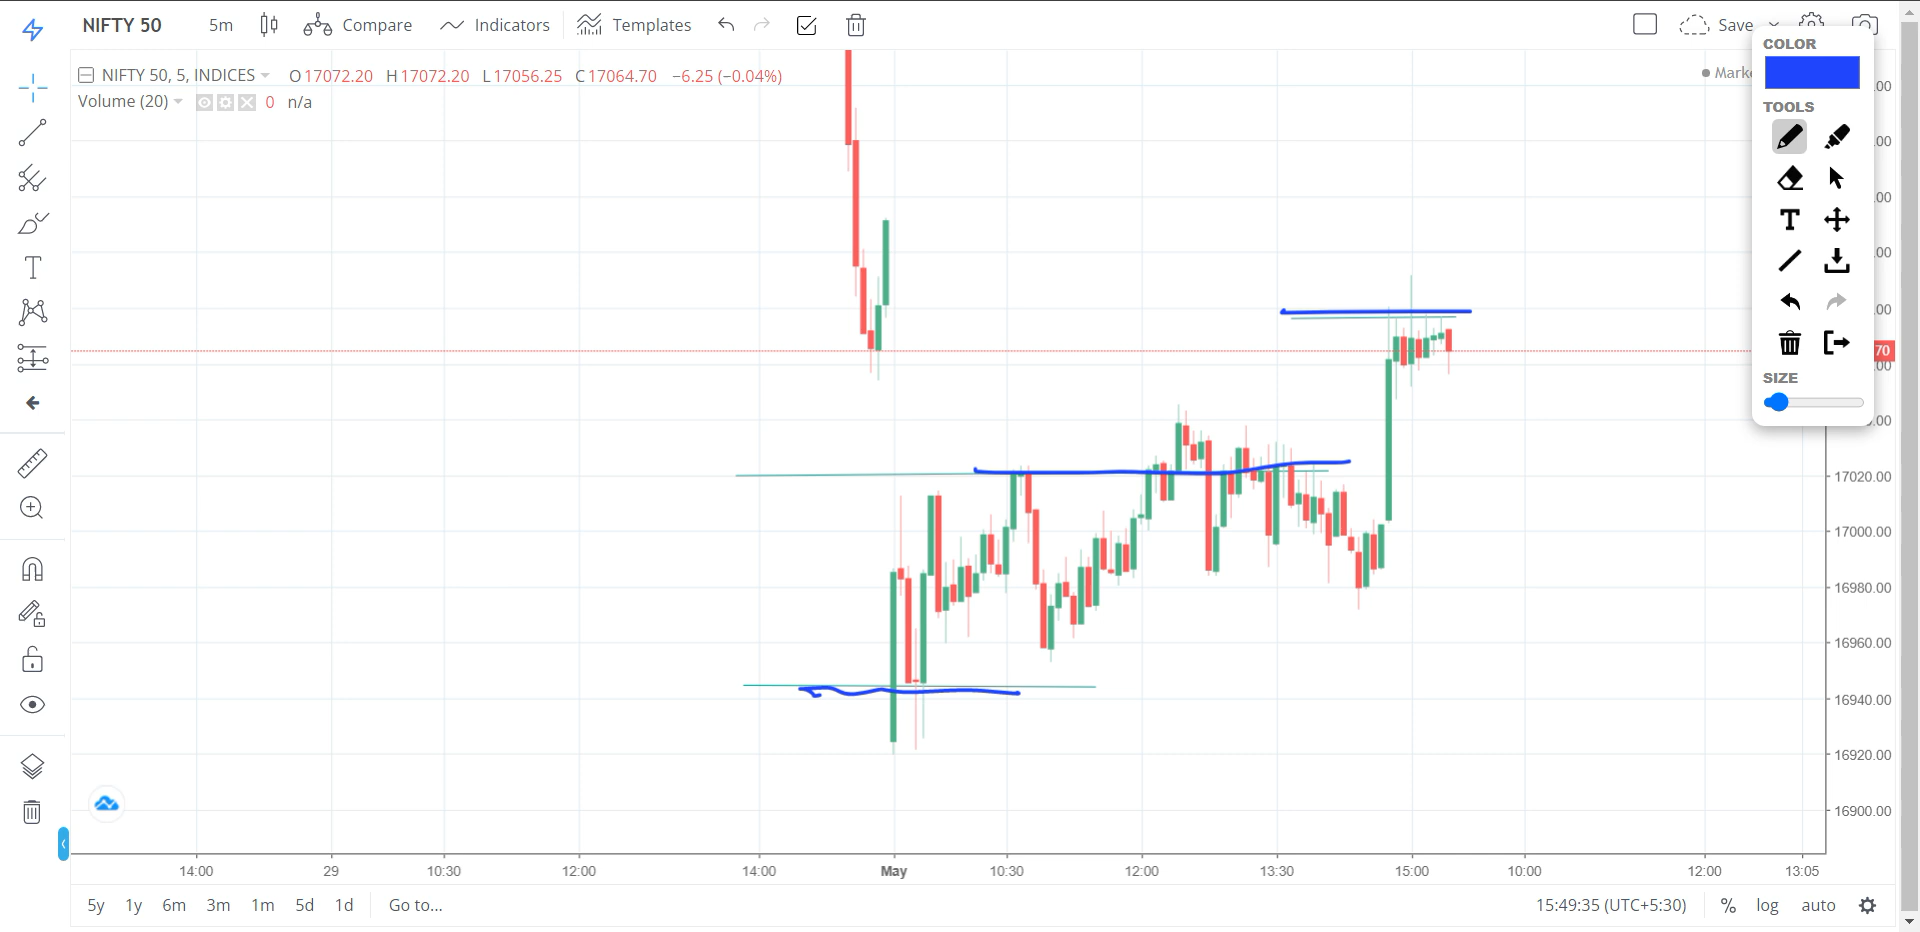 NIFTY 50 5m Compare Indicators Templates Save
NIFTY 50, 5, INDICES O17072.20 H17072.20 L17056.25 C17064.70 −6.25 (−0.04%)
Volume (20) 0 n/a
COLOR
TOOLS
T
SIZE
17020.00
17000.00
16980.00
16960.00
16940.00
16920.00
16900.00
14:00 29 10:30 12:00 14:00 May 10:30 12:00 13:30 15:00 10:00 12:00 13:05
5y 1y 6m 3m 1m 5d 1d Go to... 15:49:35 (UTC+5:30) % log auto